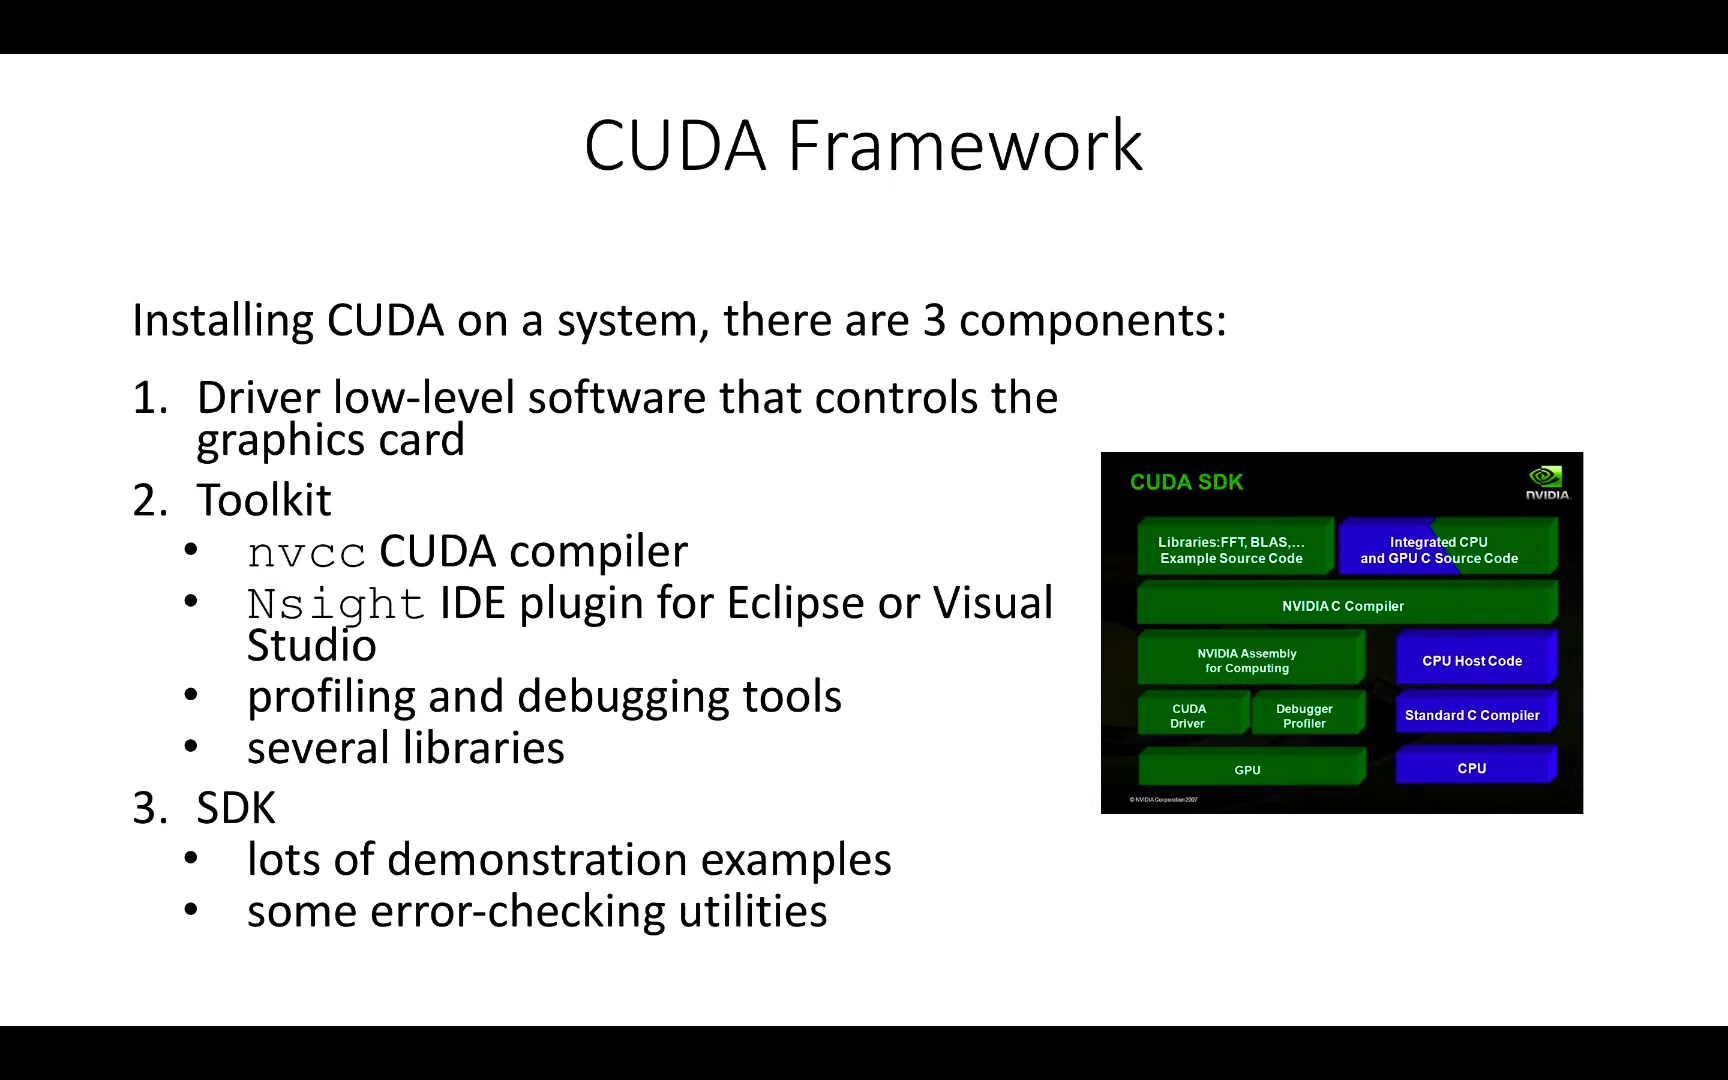 CUDA Framework
Installing CUDA on a system, there are 3 components:
1. Driver low-level software that controls the
graphics card
2. Toolkit
• nvcc CUDA compiler
• Nsight IDE plugin for Eclipse or Visual
Studio
• profiling and debugging tools
• several libraries
3. SDK
• lots of demonstration examples
• some error-checking utilities
CUDA SDK
NVIDIA.
Libraries:FFT, BLAS,...
Example Source Code
Integrated CPU
and GPU C Source Code
NVIDIA C Compiler
NVIDIA Assembly
for Computing
CPU Host Code
CUDA
Driver
Debugger
Profiler
Standard C Compiler
GPU
CPU
© NVIDIA Corporation 2007